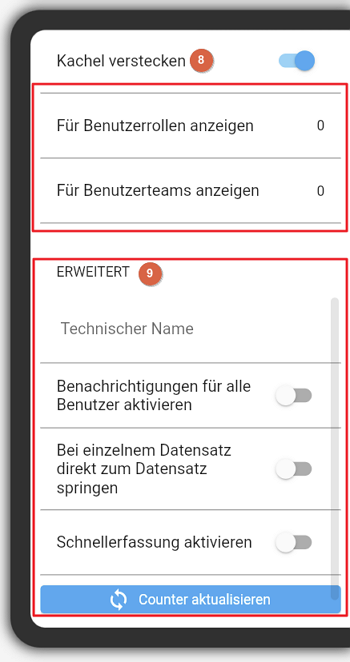 Kachel verstecken 8
Für Benutzerrollen anzeigen 0
Für Benutzerteams anzeigen 0
ERWEITERT 9
Technischer Name
Benachrichtigungen für alle
Benutzer aktivieren
Bei einzelnem Datensatz
direkt zum Datensatz
springen
Schnellerfassung aktivieren
Counter aktualisieren